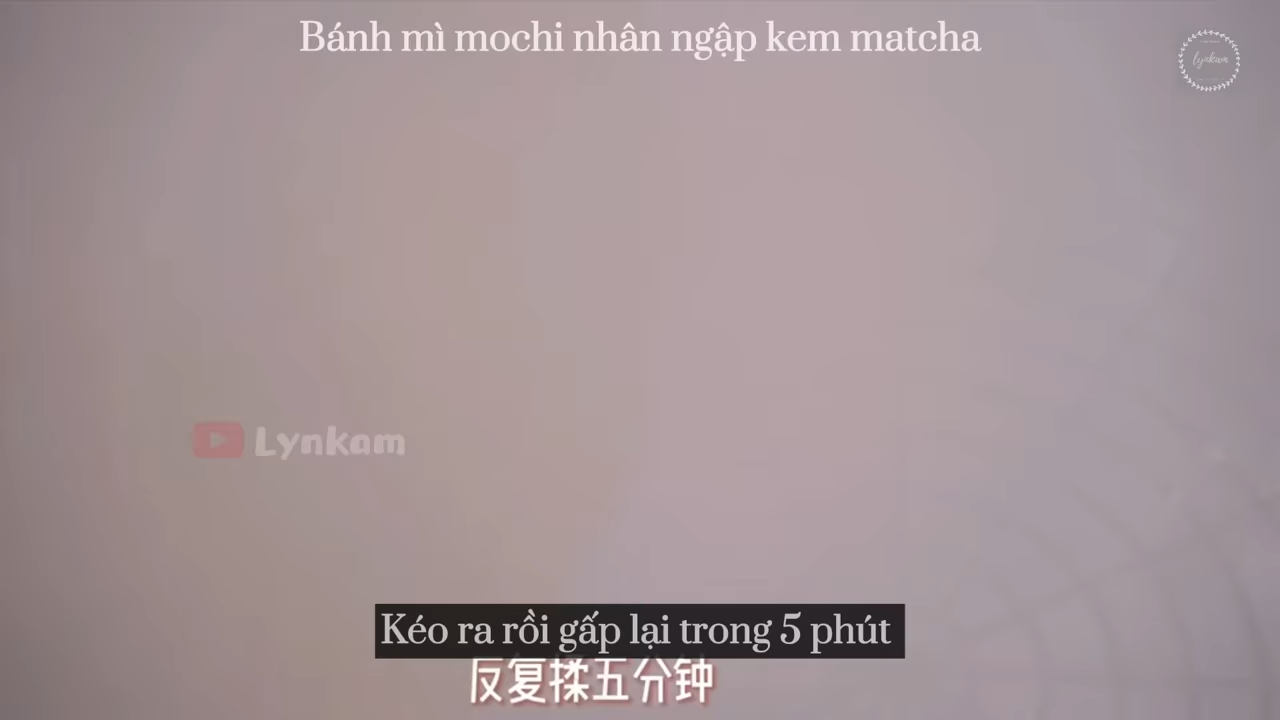 Bánh mì mochi nhân ngập kem matcha
lynkam
Lynkam
Kéo ra rồi gấp lại trong 5 phút
反复揉五分钟